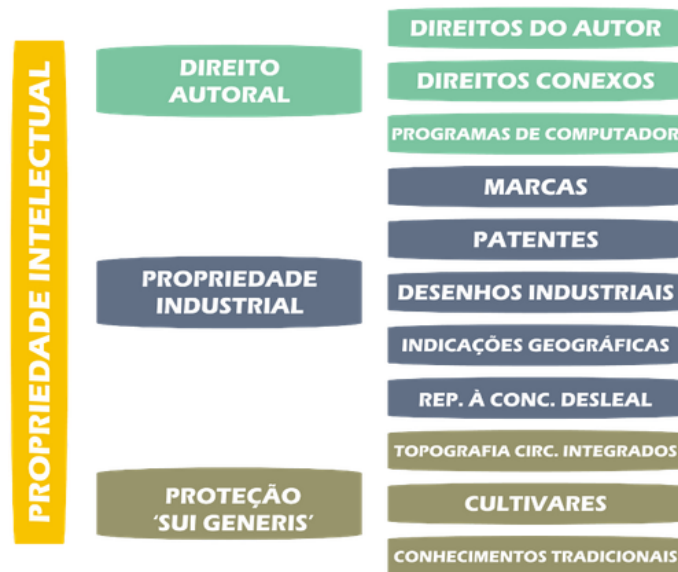 PROPRIEDADE INTELECTUAL
DIREITO
AUTORAL
DIREITOS DO AUTOR
DIREITOS CONEXOS
PROGRAMAS DE COMPUTADOR
PROPRIEDADE
INDUSTRIAL
MARCAS
PATENTES
DESENHOS INDUSTRIAIS
INDICAÇÕES GEOGRÁFICAS
REP. À CONC. DESLEAL
PROTEÇÃO
‘SUI GENERIS’
TOPOGRAFIA CIRC. INTEGRADOS
CULTIVARES
CONHECIMENTOS TRADICIONAIS